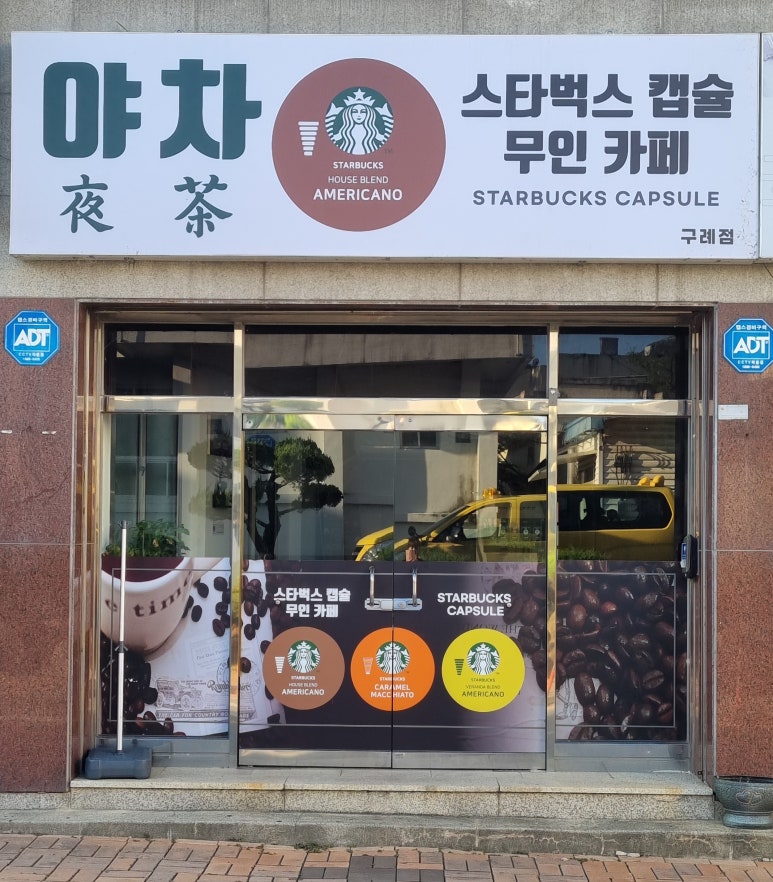 야차
夜茶
STARBUCKS
HOUSE BLEND
AMERICANO
스타벅스 캡슐
무인 카페
STARBUCKS CAPSULE
구례점
ADT
ADT
e time
스타벅스 캡슐
무인 카페
STARBUCKS
CAPSULE
STARBUCKS
HOUSE BLEND
AMERICANO
STARBUCKS
CARAMEL
MACCHIATO
STARBUCKS
VERANDA BLEND
AMERICANO